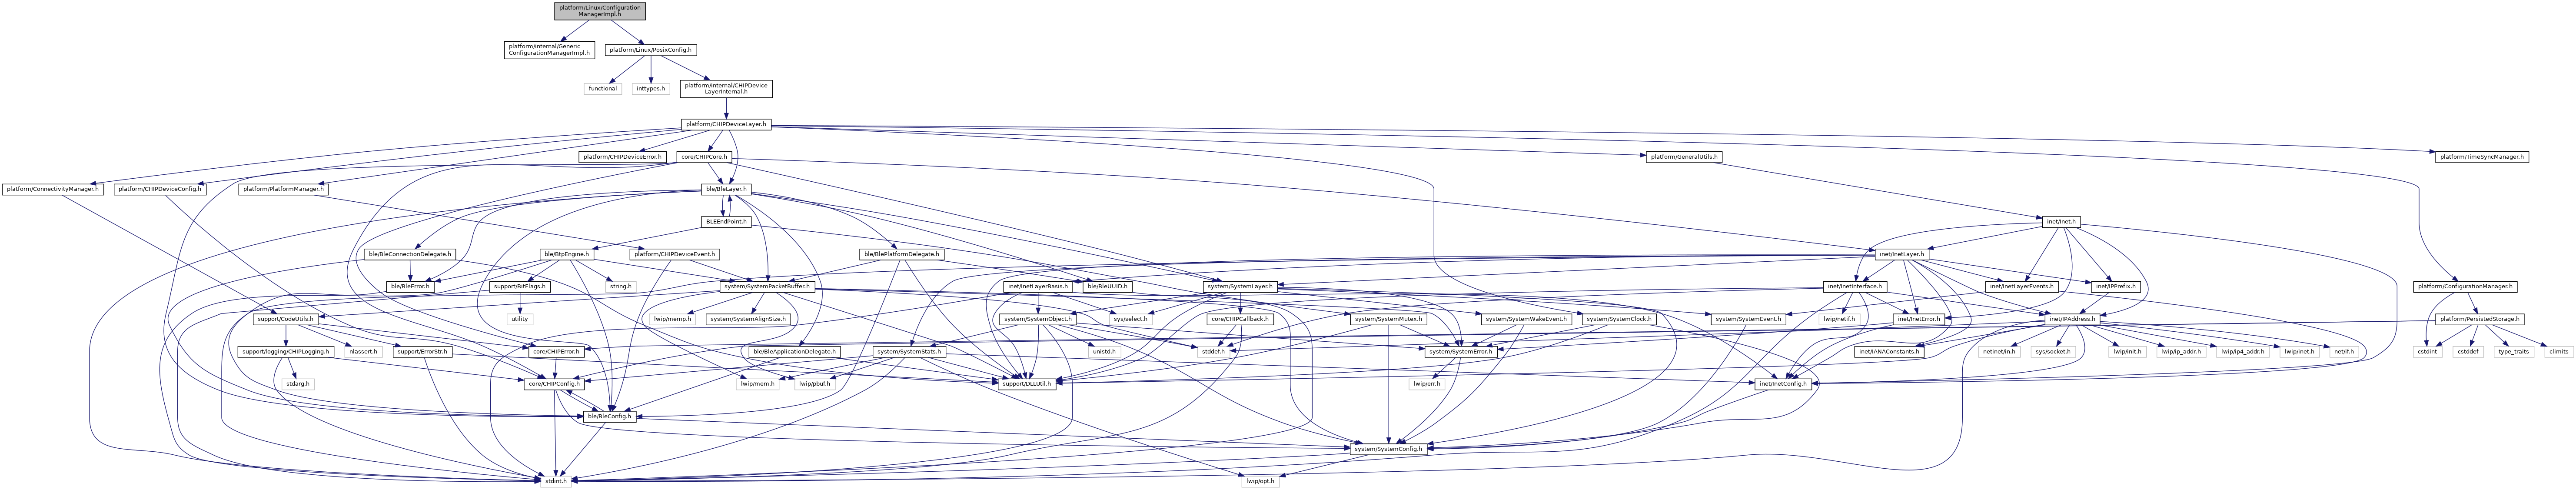 platform/Linux/Configuration
ManagerImpl.h
platform/internal/Generic
ConfigurationManagerImpl.h
platform/Linux/PosixConfig.h
functional
inttypes.h
platform/internal/CHIPDevice
LayerInternal.h
platform/CHIPDeviceLayer.h
platform/CHIPDeviceError.h
core/CHIPCore.h
platform/GeneralUtils.h
platform/TimeSyncManager.h
platform/ConnectivityManager.h
platform/CHIPDeviceConfig.h
platform/PlatformManager.h
ble/BleLayer.h
BLEEndPoint.h
inet/Inet.h
ble/BleConnectionDelegate.h
ble/BtpEngine.h
platform/CHIPDeviceEvent.h
ble/BlePlatformDelegate.h
inet/InetLayer.h
ble/BleError.h
support/BitFlags.h
string.h
system/SystemPacketBuffer.h
inet/InetLayerBasis.h
ble/BleUUID.h
system/SystemLayer.h
inet/InetInterface.h
inet/InetLayerEvents.h
inet/IPPrefix.h
platform/ConfigurationManager.h
support/CodeUtils.h
utility
lwip/memp.h
system/SystemAlignSize.h
system/SystemObject.h
sys/select.h
core/CHIPCallback.h
system/SystemMutex.h
system/SystemWakeEvent.h
system/SystemClock.h
system/SystemEvent.h
lwip/netif.h
inet/InetError.h
inet/IPAddress.h
platform/PersistedStorage.h
support/logging/CHIPLogging.h
nlassert.h
support/ErrorStr.h
core/CHIPError.h
ble/BleApplicationDelegate.h
system/SystemStats.h
unistd.h
stddef.h
system/SystemError.h
inet/IANAConstants.h
netinet/in.h
sys/socket.h
lwip/init.h
lwip/ip_addr.h
lwip/ip4_addr.h
lwip/inet.h
net/if.h
cstdint
cstddef
type_traits
climits
stdarg.h
core/CHIPConfig.h
lwip/mem.h
lwip/pbuf.h
support/DLLUtil.h
lwip/err.h
inet/InetConfig.h
ble/BleConfig.h
system/SystemConfig.h
stdint.h
lwip/opt.h